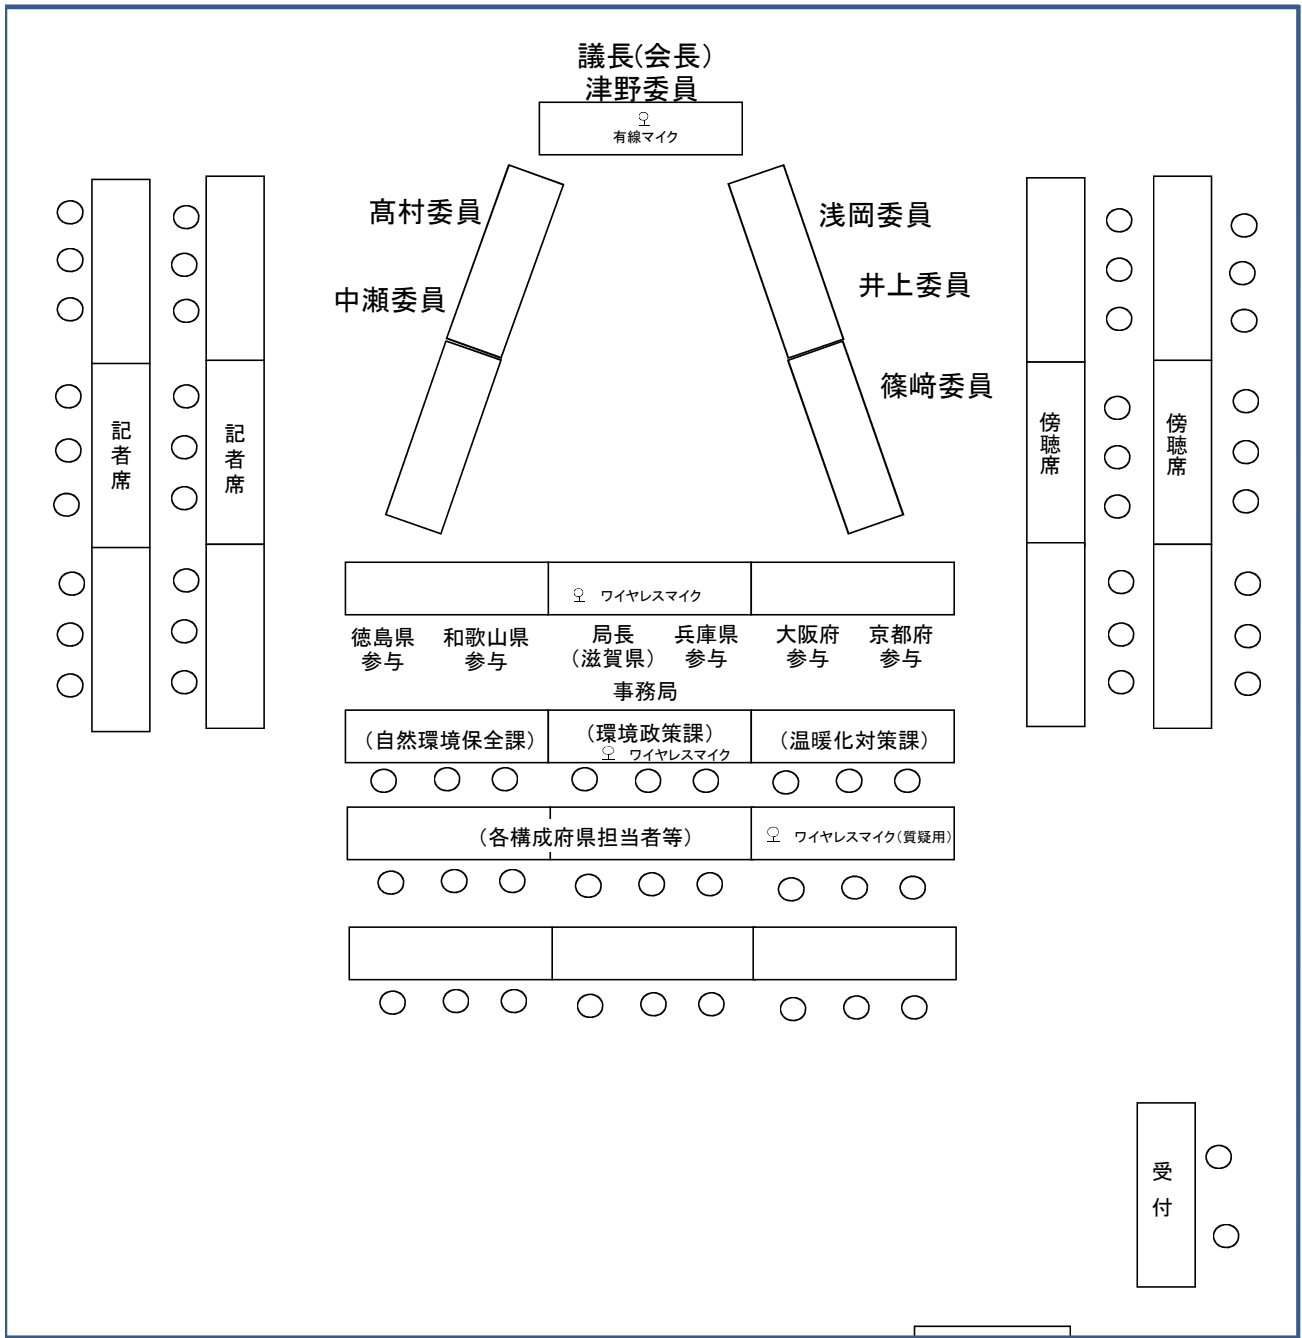 議長(会長)
津野委員
有線マイク
髙村委員
浅岡委員
中瀬委員
井上委員
篠﨑委員
記者席
記者席
傍聴席
傍聴席
ワイヤレスマイク
徳島県
参与
和歌山県
参与
局長
(滋賀県)
兵庫県
参与
大阪府
参与
京都府
参与
事務局
(自然環境保全課)
(環境政策課)
ワイヤレスマイク
(温暖化対策課)
(各構成府県担当者等)
ワイヤレスマイク(質疑用)
受付